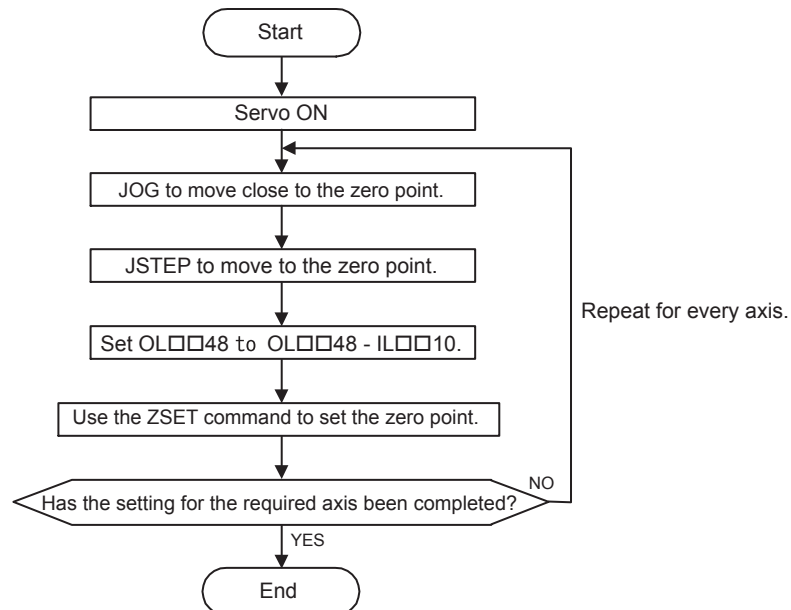 Start
Servo ON
JOG to move close to the zero point.
JSTEP to move to the zero point.
Repeat for every axis.
Set OL□□48 to OL□□48 - IL□□10.
Use the ZSET command to set the zero point.
Has the setting for the required axis been completed?
NO
YES
End